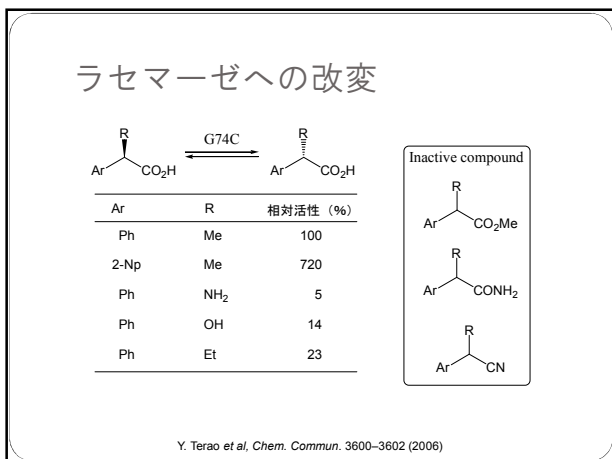 ラセマーゼへの改変
R
Ar
CO₂H
G74C
R
Ar
CO₂H
Ar R 相対活性（%）
Ph Me 100
2-Np Me 720
Ph NH₂ 5
Ph OH 14
Ph Et 23
Inactive compound
R
Ar
CO₂Me
R
Ar
CONH₂
R
Ar
CN
Y. Terao et al, Chem. Commun. 3600–3602 (2006)